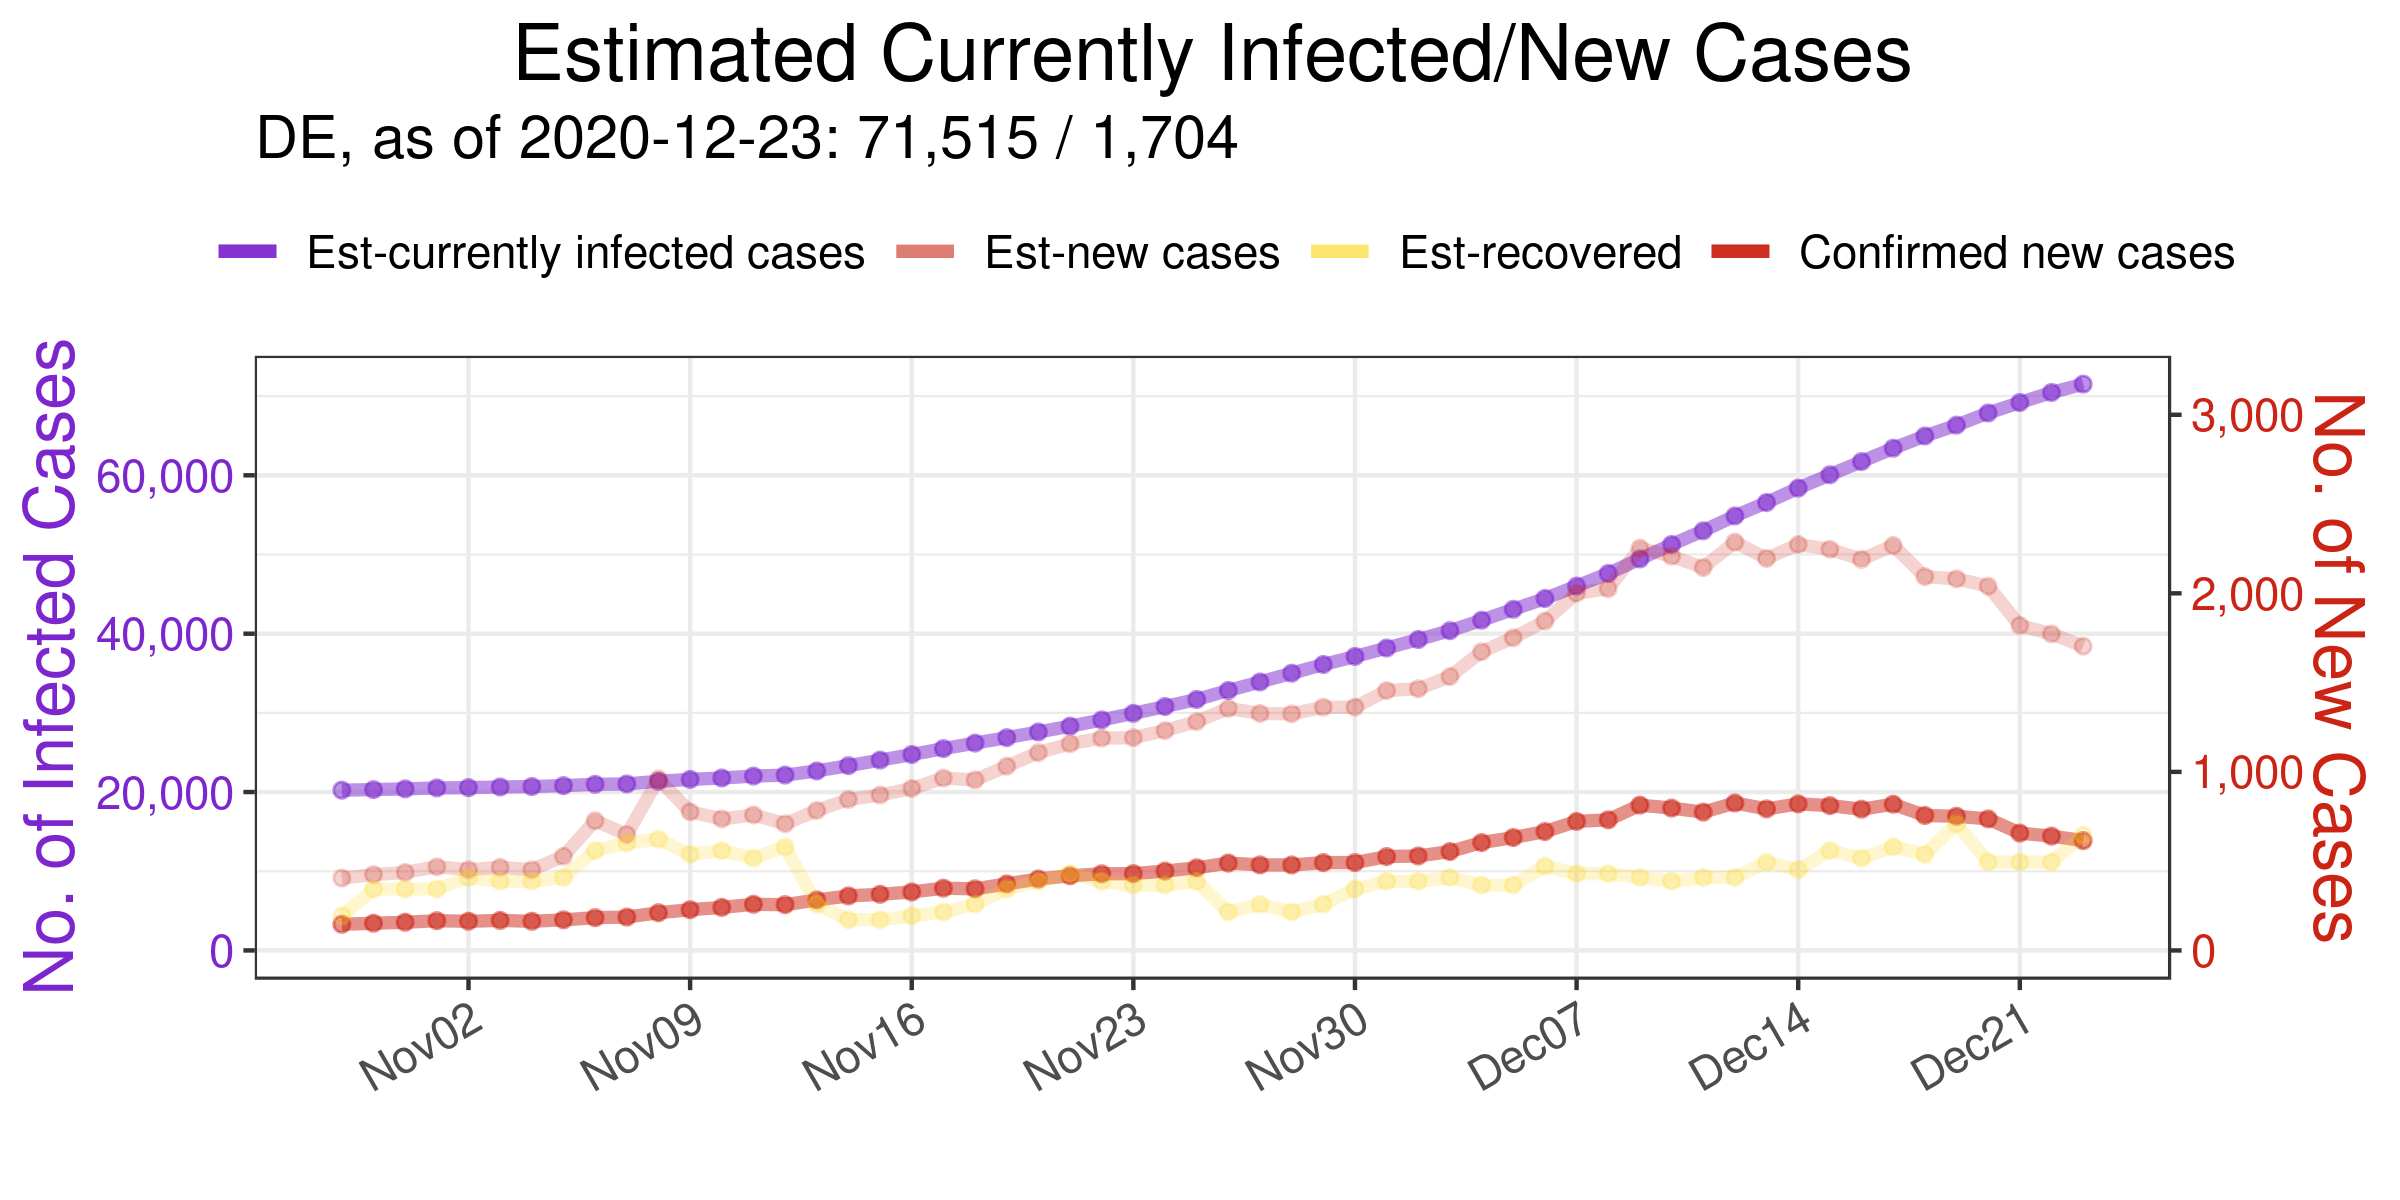 Estimated Currently Infected/New Cases
DE, as of 2020-12-23: 71,515 / 1,704
Est-currently infected cases Est-new cases Est-recovered Confirmed new cases
No. of Infected Cases
60,000
40,000
20,000
0
3,000
2,000
1,000
0
No. of New Cases
Nov02 Nov09 Nov16 Nov23 Nov30 Dec07 Dec14 Dec21